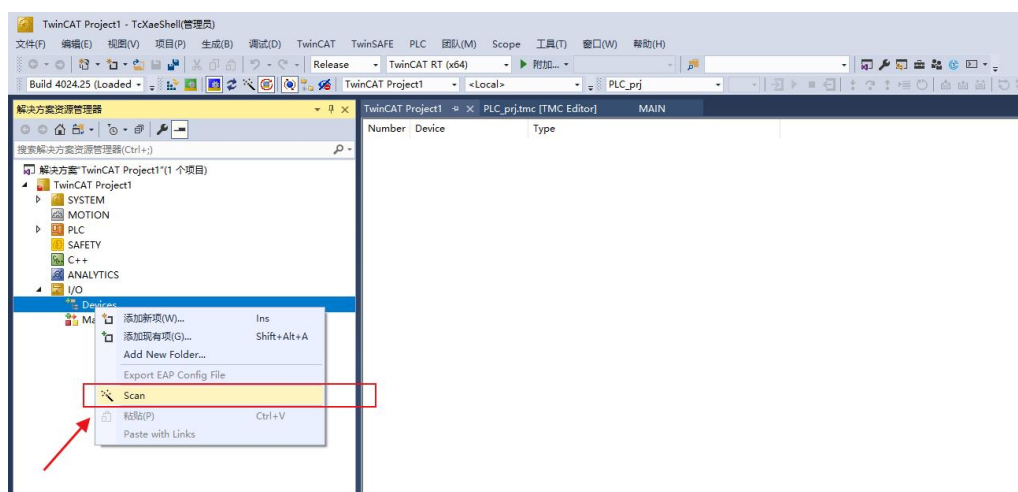 TwinCAT Project1 - TcXaeShell(管理员)
文件(F) 编辑(E) 视图(V) 项目(P) 生成(B) 调试(D) TwinCAT TwinSAFE PLC 团队(M) Scope 工具(T) 窗口(W) 帮助(H)
Release TwinCAT RT (x64) 附加...
Build 4024.25 (Loaded TwinCAT Project1 <Local> PLC_prj
解决方案资源管理器
TwinCAT Project1 PLC_prj.tmc [TMC Editor] MAIN
Number Device Type
搜索解决方案资源管理器(Ctrl+;)
解决方案"TwinCAT Project1"(1 个项目)
TwinCAT Project1
SYSTEM
MOTION
PLC
SAFETY
C++
ANALYTICS
I/O
Devices
Ma
添加新项(W)... Ins
添加现有项(G)... Shift+Alt+A
Add New Folder...
Export EAP Config File
Scan
粘贴(P) Ctrl+V
Paste with Links